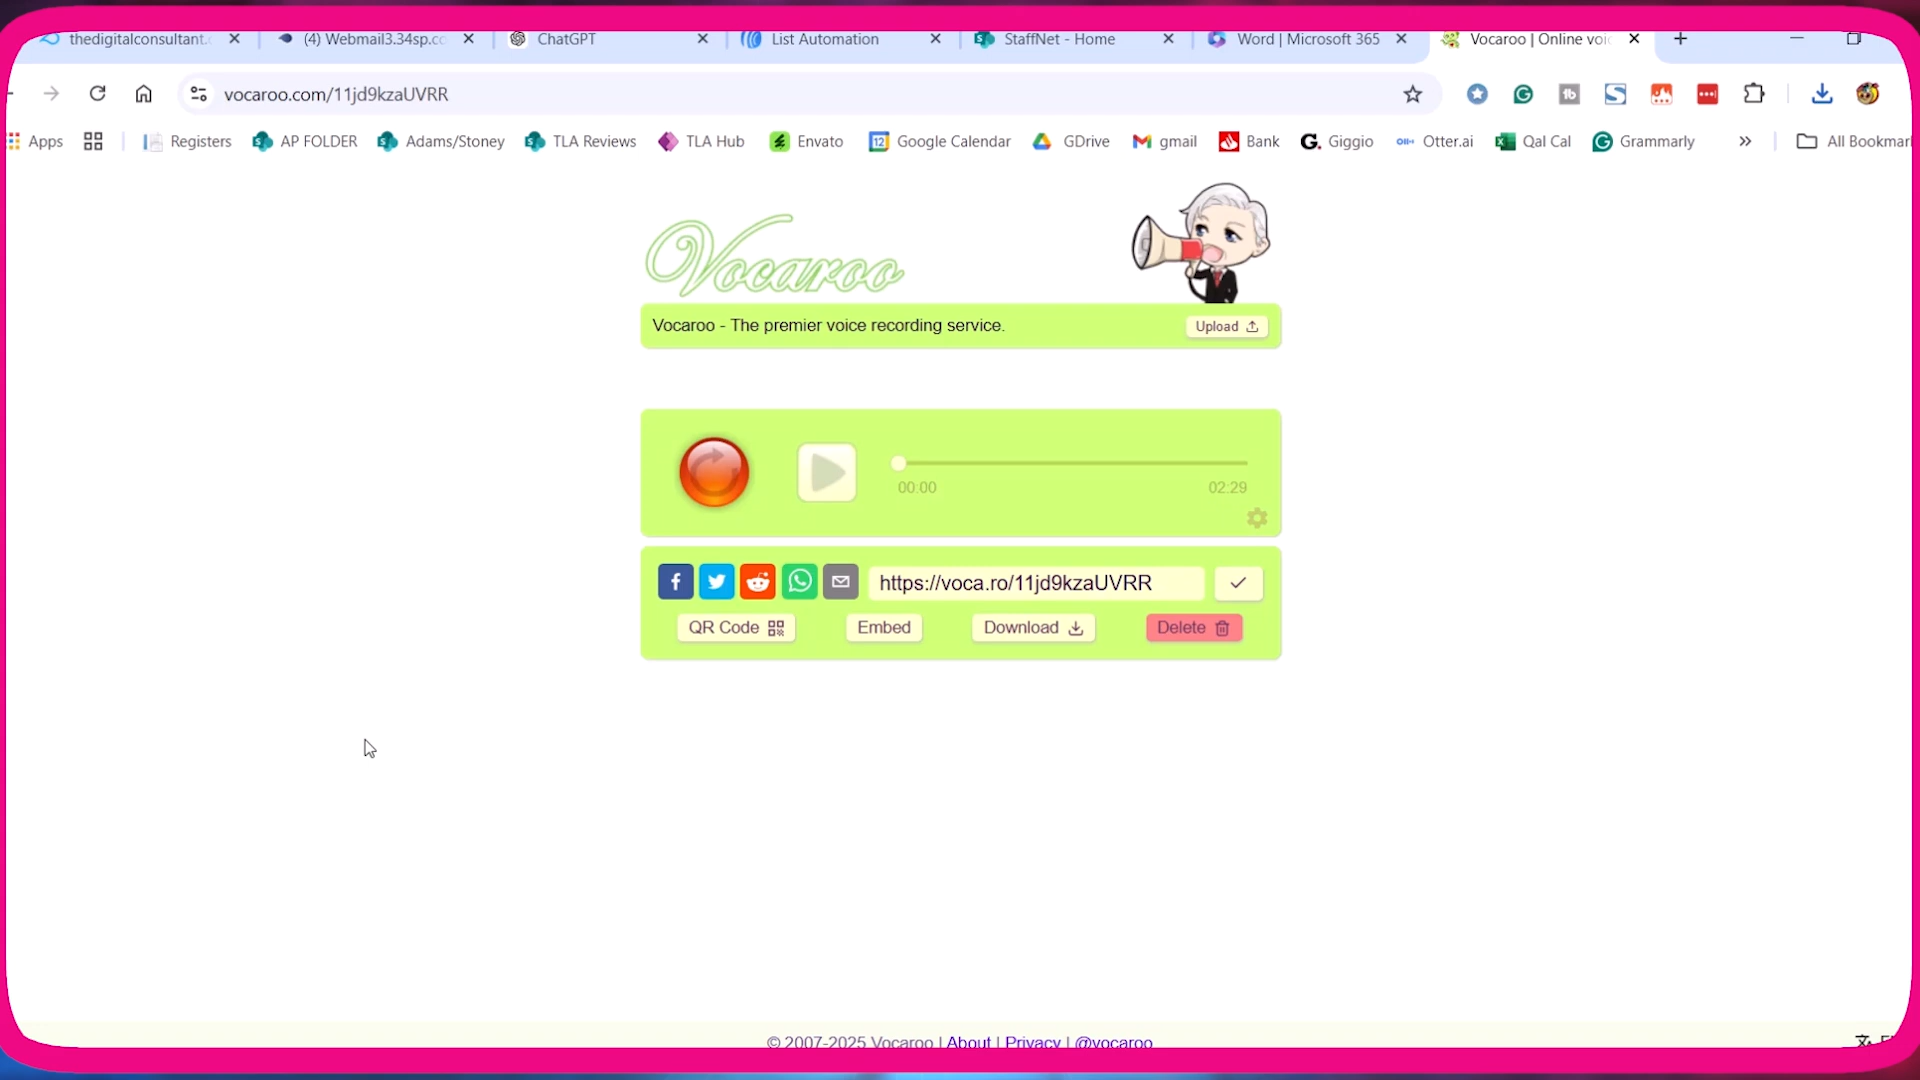 thedigitalconsultant.
(4) Webmail3.34sp.co
ChatGPT
List Automation
StaffNet - Home
Word | Microsoft 365
Vocaroo | Online voic
vocaroo.com/11jd9kzaUVRR
Apps
Registers
AP FOLDER
Adams/Stoney
TLA Reviews
TLA Hub
Envato
12
Google Calendar
GDrive
gmail
Bank
G.
Giggio
Otter.ai
Qal Cal
Grammarly
All Bookmar
Vocaroo
Vocaroo - The premier voice recording service.
Upload
00:00
02:29
https://voca.ro/11jd9kzaUVRR
QR Code
Embed
Download
Delete
© 2007-2025 Vocaroo | About | Privacy | @vocaroo